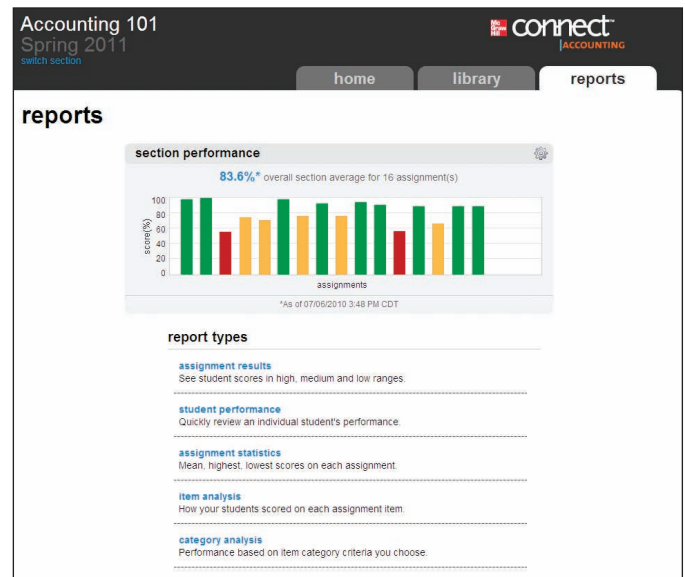 Accounting 101
Spring 2011
switch section
Mc Graw Hill connect™
ACCOUNTING
home library reports
reports
section performance
83.6%* overall section average for 16 assignment(s)
100
80
60
40
20
0
score(%)
assignments
*As of 07/06/2010 3:48 PM CDT
report types
assignment results
See student scores in high, medium and low ranges.
student performance
Quickly review an individual student's performance.
assignment statistics
Mean, highest, lowest scores on each assignment.
item analysis
How your students scored on each assignment item.
category analysis
Performance based on item category criteria you choose.